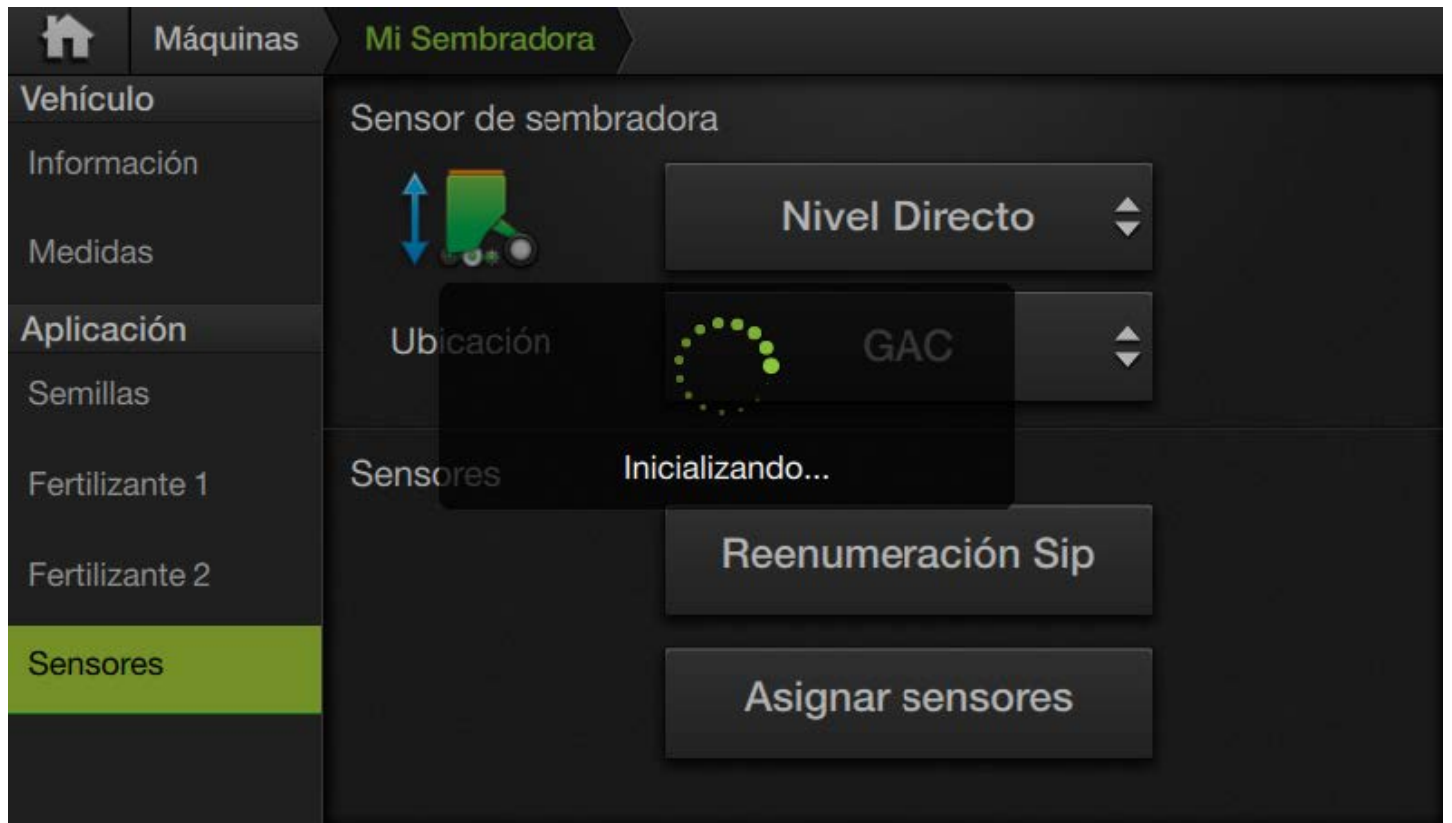 Máquinas
Mi Sembradora
Vehículo
Información
Medidas
Aplicación
Semillas
Fertilizante 1
Fertilizante 2
Sensores
Sensor de sembradora
Nivel Directo
Ubicación
GAC
Inicializando...
Sensores
Reenumeración Sip
Asignar sensores